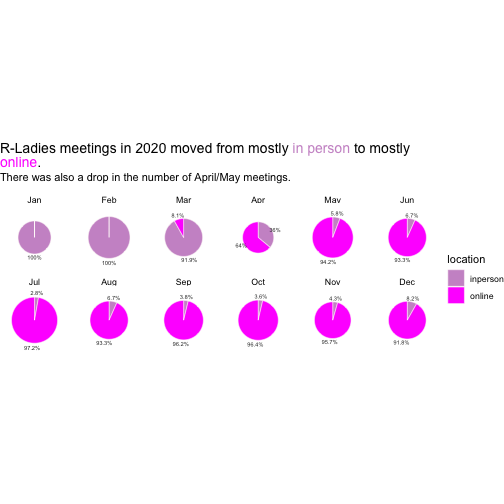 R-Ladies meetings in 2020 moved from mostly in person to mostly
online.
There was also a drop in the number of April/May meetings.
Jan Feb Mar Apr May Jun
8.1% 36% 5.8% 6.7%
100% 100% 91.9% 64% 94.2% 93.3%
location
inperson
online
Jul Aug Sep Oct Nov Dec
2.8% 6.7% 3.8% 3.6% 4.3% 8.2%
97.2% 93.3% 96.2% 96.4% 95.7% 91.8%